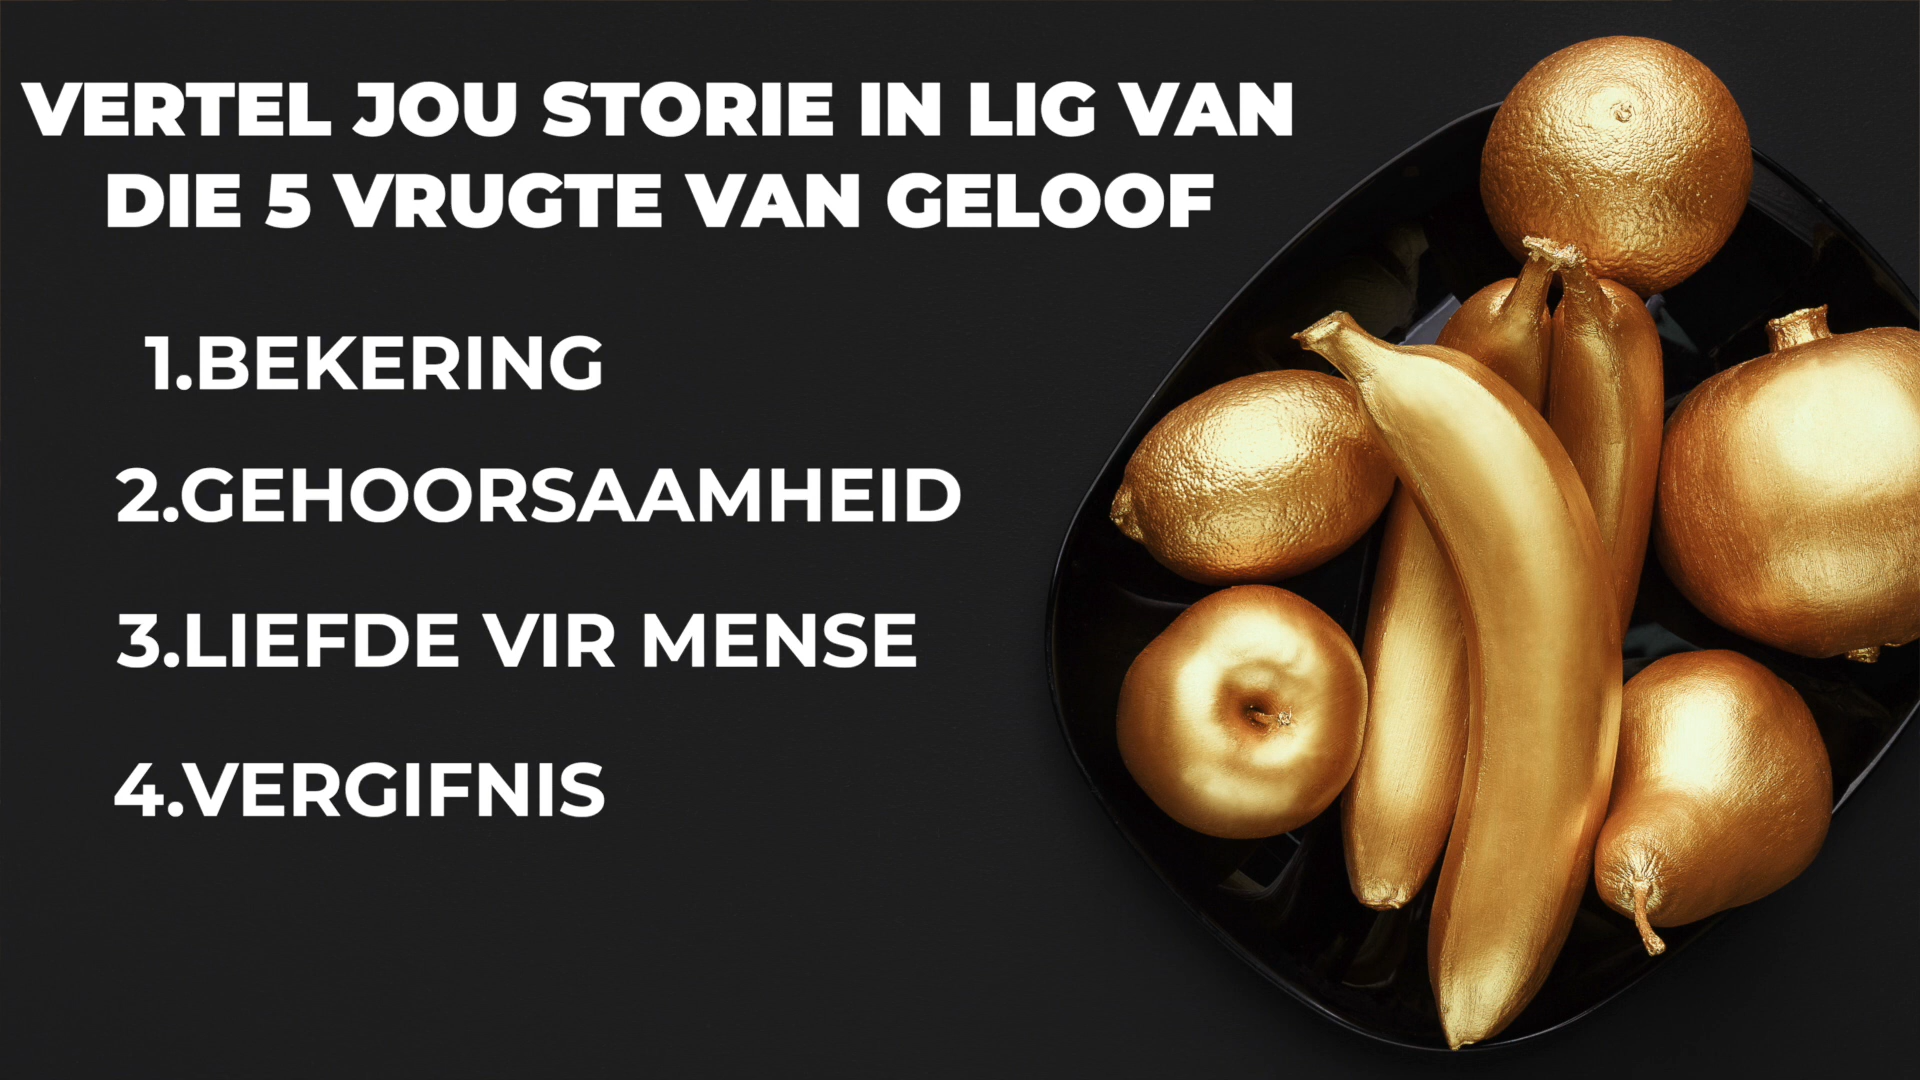 VERTEL JOU STORIE IN LIG VAN
DIE 5 VRUGTE VAN GELOOF
1.BEKERING
2.GEHOORSAAMHEID
3.LIEFDE VIR MENSE
4.VERGIFNIS